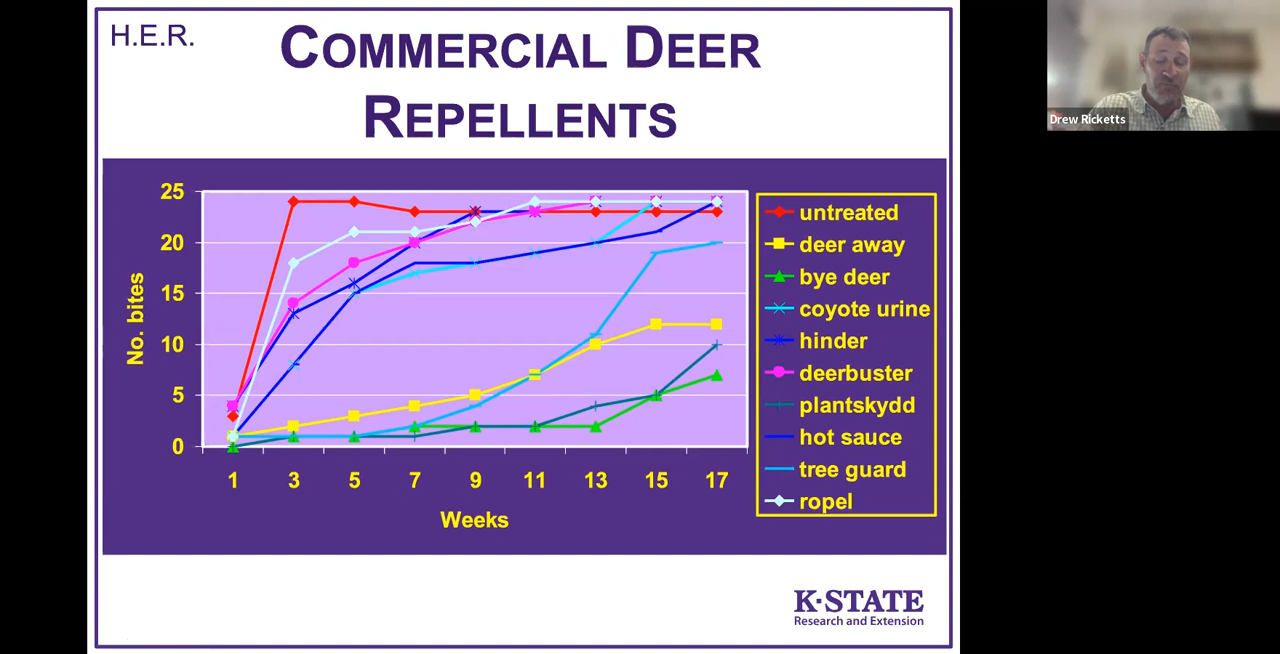 H.E.R.
COMMERCIAL DEER
REPELLENTS
Drew Ricketts
25
20
15
10
5
0
No. bites
1 3 5 7 9 11 13 15 17
Weeks
untreated
deer away
bye deer
coyote urine
hinder
deerbuster
plantskydd
hot sauce
tree guard
ropel
K-STATE
Research and Extension